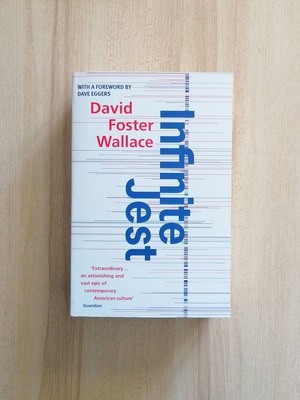 WITH A FOREWORD BY
DAVE EGGERS
David
Foster
Wallace
Infinite
Jest
'Extraordinary ...
an astonishing and
vast epic of
contemporary
American culture'
Guardian